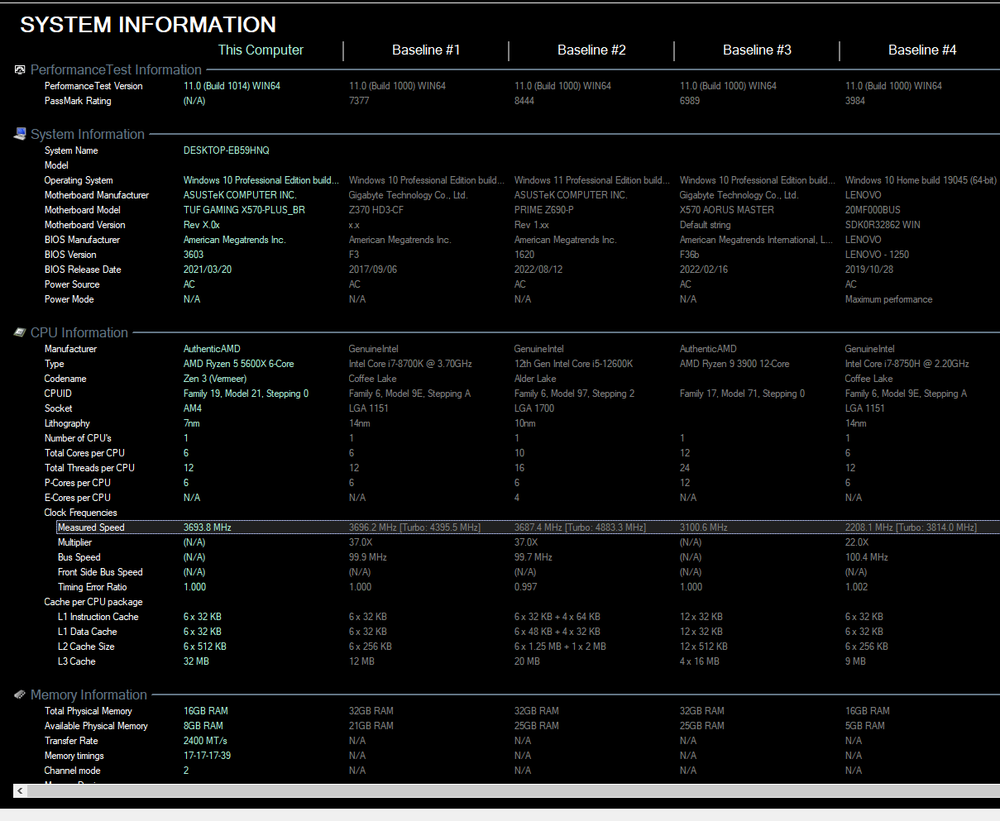 SYSTEM INFORMATION
This Computer Baseline #1 Baseline #2 Baseline #3 Baseline #4
PerformanceTest Information
PerformanceTest Version 11.0 (Build 1014) WIN64 11.0 (Build 1000) WIN64 11.0 (Build 1000) WIN64 11.0 (Build 1000) WIN64 11.0 (Build 1000) WIN64
PassMark Rating (N/A) 7377 8444 6989 3984
System Information
System Name DESKTOP-EB59HNQ
Model
Operating System Windows 10 Professional Edition build... Windows 10 Professional Edition build... Windows 11 Professional Edition build... Windows 10 Professional Edition build... Windows 10 Home build 19045 (64-bit)
Motherboard Manufacturer ASUSTeK COMPUTER INC. Gigabyte Technology Co., Ltd. ASUSTeK COMPUTER INC. Gigabyte Technology Co., Ltd. LENOVO
Motherboard Model TUF GAMING X570-PLUS_BR Z370 HD3-CF PRIME Z690-P X570 AORUS MASTER 20MF000BUS
Motherboard Version Rev X.0x x.x Rev 1.xx Default string SDK0R32862 WIN
BIOS Manufacturer American Megatrends Inc. American Megatrends Inc. American Megatrends Inc. American Megatrends International, L... LENOVO
BIOS Version 3603 F3 1620 F36b LENOVO - 1250
BIOS Release Date 2021/03/20 2017/09/06 2022/08/12 2022/02/16 2019/10/28
Power Source AC AC AC AC AC
Power Mode N/A N/A N/A N/A Maximum performance
CPU Information
Manufacturer AuthenticAMD GenuineIntel GenuineIntel AuthenticAMD GenuineIntel
Type AMD Ryzen 5 5600X 6-Core Intel Core i7-8700K @ 3.70GHz 12th Gen Intel Core i5-12600K AMD Ryzen 9 3900 12-Core Intel Core i7-8750H @ 2.20GHz
Codename Zen 3 (Vermeer) Coffee Lake Alder Lake Coffee Lake
CPUID Family 19, Model 21, Stepping 0 Family 6, Model 9E, Stepping A Family 6, Model 97, Stepping 2 Family 17, Model 71, Stepping 0 Family 6, Model 9E, Stepping A
Socket AM4 LGA 1151 LGA 1700 LGA 1151
Lithography 7nm 14nm 10nm 14nm
Number of CPU's 1 1 1 1 1
Total Cores per CPU 6 6 10 12 6
Total Threads per CPU 12 12 16 24 12
P-Cores per CPU 6 6 6 12 6
E-Cores per CPU N/A N/A 4 N/A N/A
Clock Frequencies
Measured Speed 3693.8 MHz 3696.2 MHz [Turbo: 4395.5 MHz] 3687.4 MHz [Turbo: 4883.3 MHz] 3100.6 MHz 2208.1 MHz [Turbo: 3814.0 MHz]
Multiplier (N/A) 37.0X 37.0X (N/A) 22.0X
Bus Speed (N/A) 99.9 MHz 99.7 MHz (N/A) 100.4 MHz
Front Side Bus Speed (N/A) (N/A) (N/A) (N/A) (N/A)
Timing Error Ratio 1.000 1.000 0.997 1.000 1.002
Cache per CPU package
L1 Instruction Cache 6 x 32 KB 6 x 32 KB 6 x 32 KB + 4 x 64 KB 12 x 32 KB 6 x 32 KB
L1 Data Cache 6 x 32 KB 6 x 32 KB 6 x 48 KB + 4 x 32 KB 12 x 32 KB 6 x 32 KB
L2 Cache Size 6 x 512 KB 6 x 256 KB 6 x 1.25 MB + 1 x 2 MB 12 x 512 KB 6 x 256 KB
L3 Cache 32 MB 12 MB 20 MB 4 x 16 MB 9 MB
Memory Information
Total Physical Memory 16GB RAM 32GB RAM 32GB RAM 32GB RAM 16GB RAM
Available Physical Memory 8GB RAM 21GB RAM 25GB RAM 25GB RAM 5GB RAM
Transfer Rate 2400 MT/s N/A N/A N/A N/A
Memory timings 17-17-17-39 N/A N/A N/A N/A
Channel mode 2 N/A N/A N/A N/A